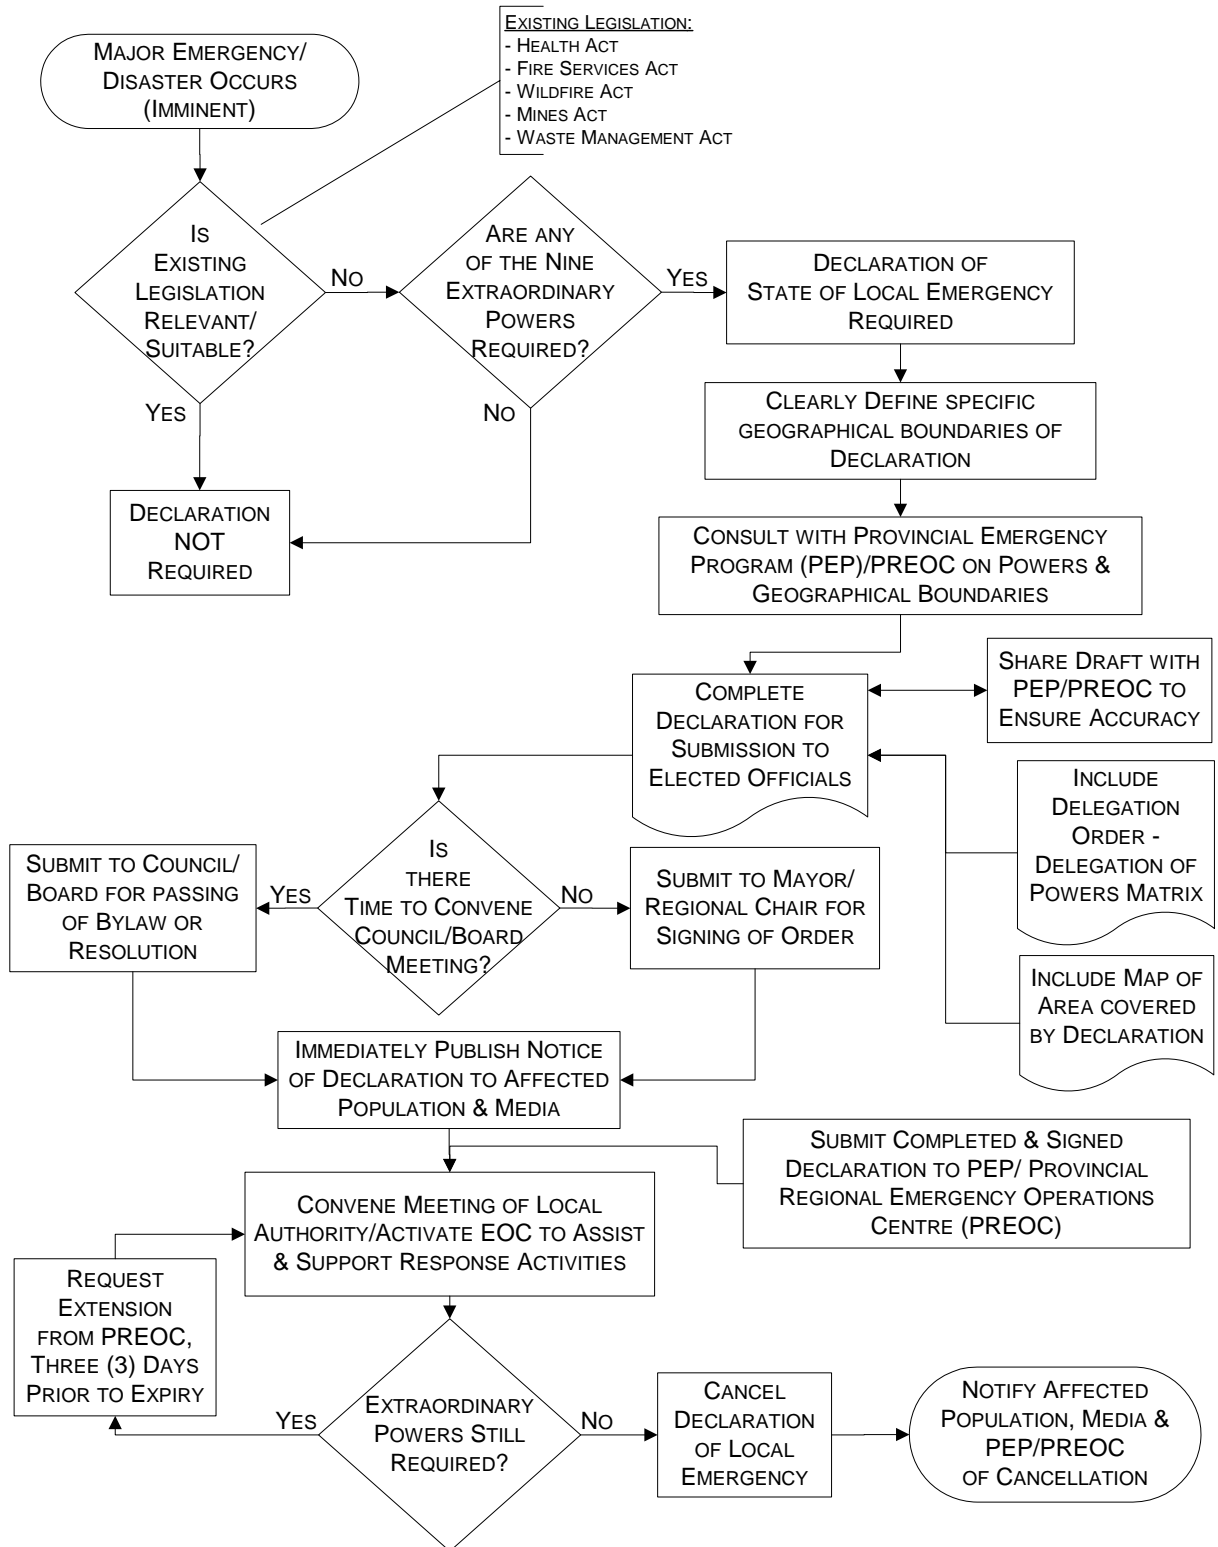 MAJOR EMERGENCY/
DISASTER OCCURS
(IMMINENT)
EXISTING LEGISLATION:
- HEALTH ACT
- FIRE SERVICES ACT
- WILDFIRE ACT
- MINES ACT
- WASTE MANAGEMENT ACT
IS
EXISTING
LEGISLATION
RELEVANT/
SUITABLE?
NO
YES
ARE ANY
OF THE NINE
EXTRAORDINARY
POWERS
REQUIRED?
YES
NO
DECLARATION OF
STATE OF LOCAL EMERGENCY
REQUIRED
CLEARLY DEFINE SPECIFIC
GEOGRAPHICAL BOUNDARIES OF
DECLARATION
DECLARATION
NOT
REQUIRED
CONSULT WITH PROVINCIAL EMERGENCY
PROGRAM (PEP)/PREOC ON POWERS &
GEOGRAPHICAL BOUNDARIES
COMPLETE
DECLARATION FOR
SUBMISSION TO
ELECTED OFFICIALS
SHARE DRAFT WITH
PEP/PREOC TO
ENSURE ACCURACY
INCLUDE
DELEGATION
ORDER -
DELEGATION OF
POWERS MATRIX
INCLUDE MAP OF
AREA COVERED
BY DECLARATION
IS
THERE
TIME TO CONVENE
COUNCIL/BOARD
MEETING?
YES
NO
SUBMIT TO COUNCIL/
BOARD FOR PASSING
OF BYLAW OR
RESOLUTION
SUBMIT TO MAYOR/
REGIONAL CHAIR FOR
SIGNING OF ORDER
IMMEDIATELY PUBLISH NOTICE
OF DECLARATION TO AFFECTED
POPULATION & MEDIA
SUBMIT COMPLETED & SIGNED
DECLARATION TO PEP/ PROVINCIAL
REGIONAL EMERGENCY OPERATIONS
CENTRE (PREOC)
CONVENE MEETING OF LOCAL
AUTHORITY/ACTIVATE EOC TO ASSIST
& SUPPORT RESPONSE ACTIVITIES
REQUEST
EXTENSION
FROM PREOC,
THREE (3) DAYS
PRIOR TO EXPIRY
YES
EXTRAORDINARY
POWERS STILL
REQUIRED?
NO
CANCEL
DECLARATION
OF LOCAL
EMERGENCY
NOTIFY AFFECTED
POPULATION, MEDIA &
PEP/PREOC
OF CANCELLATION